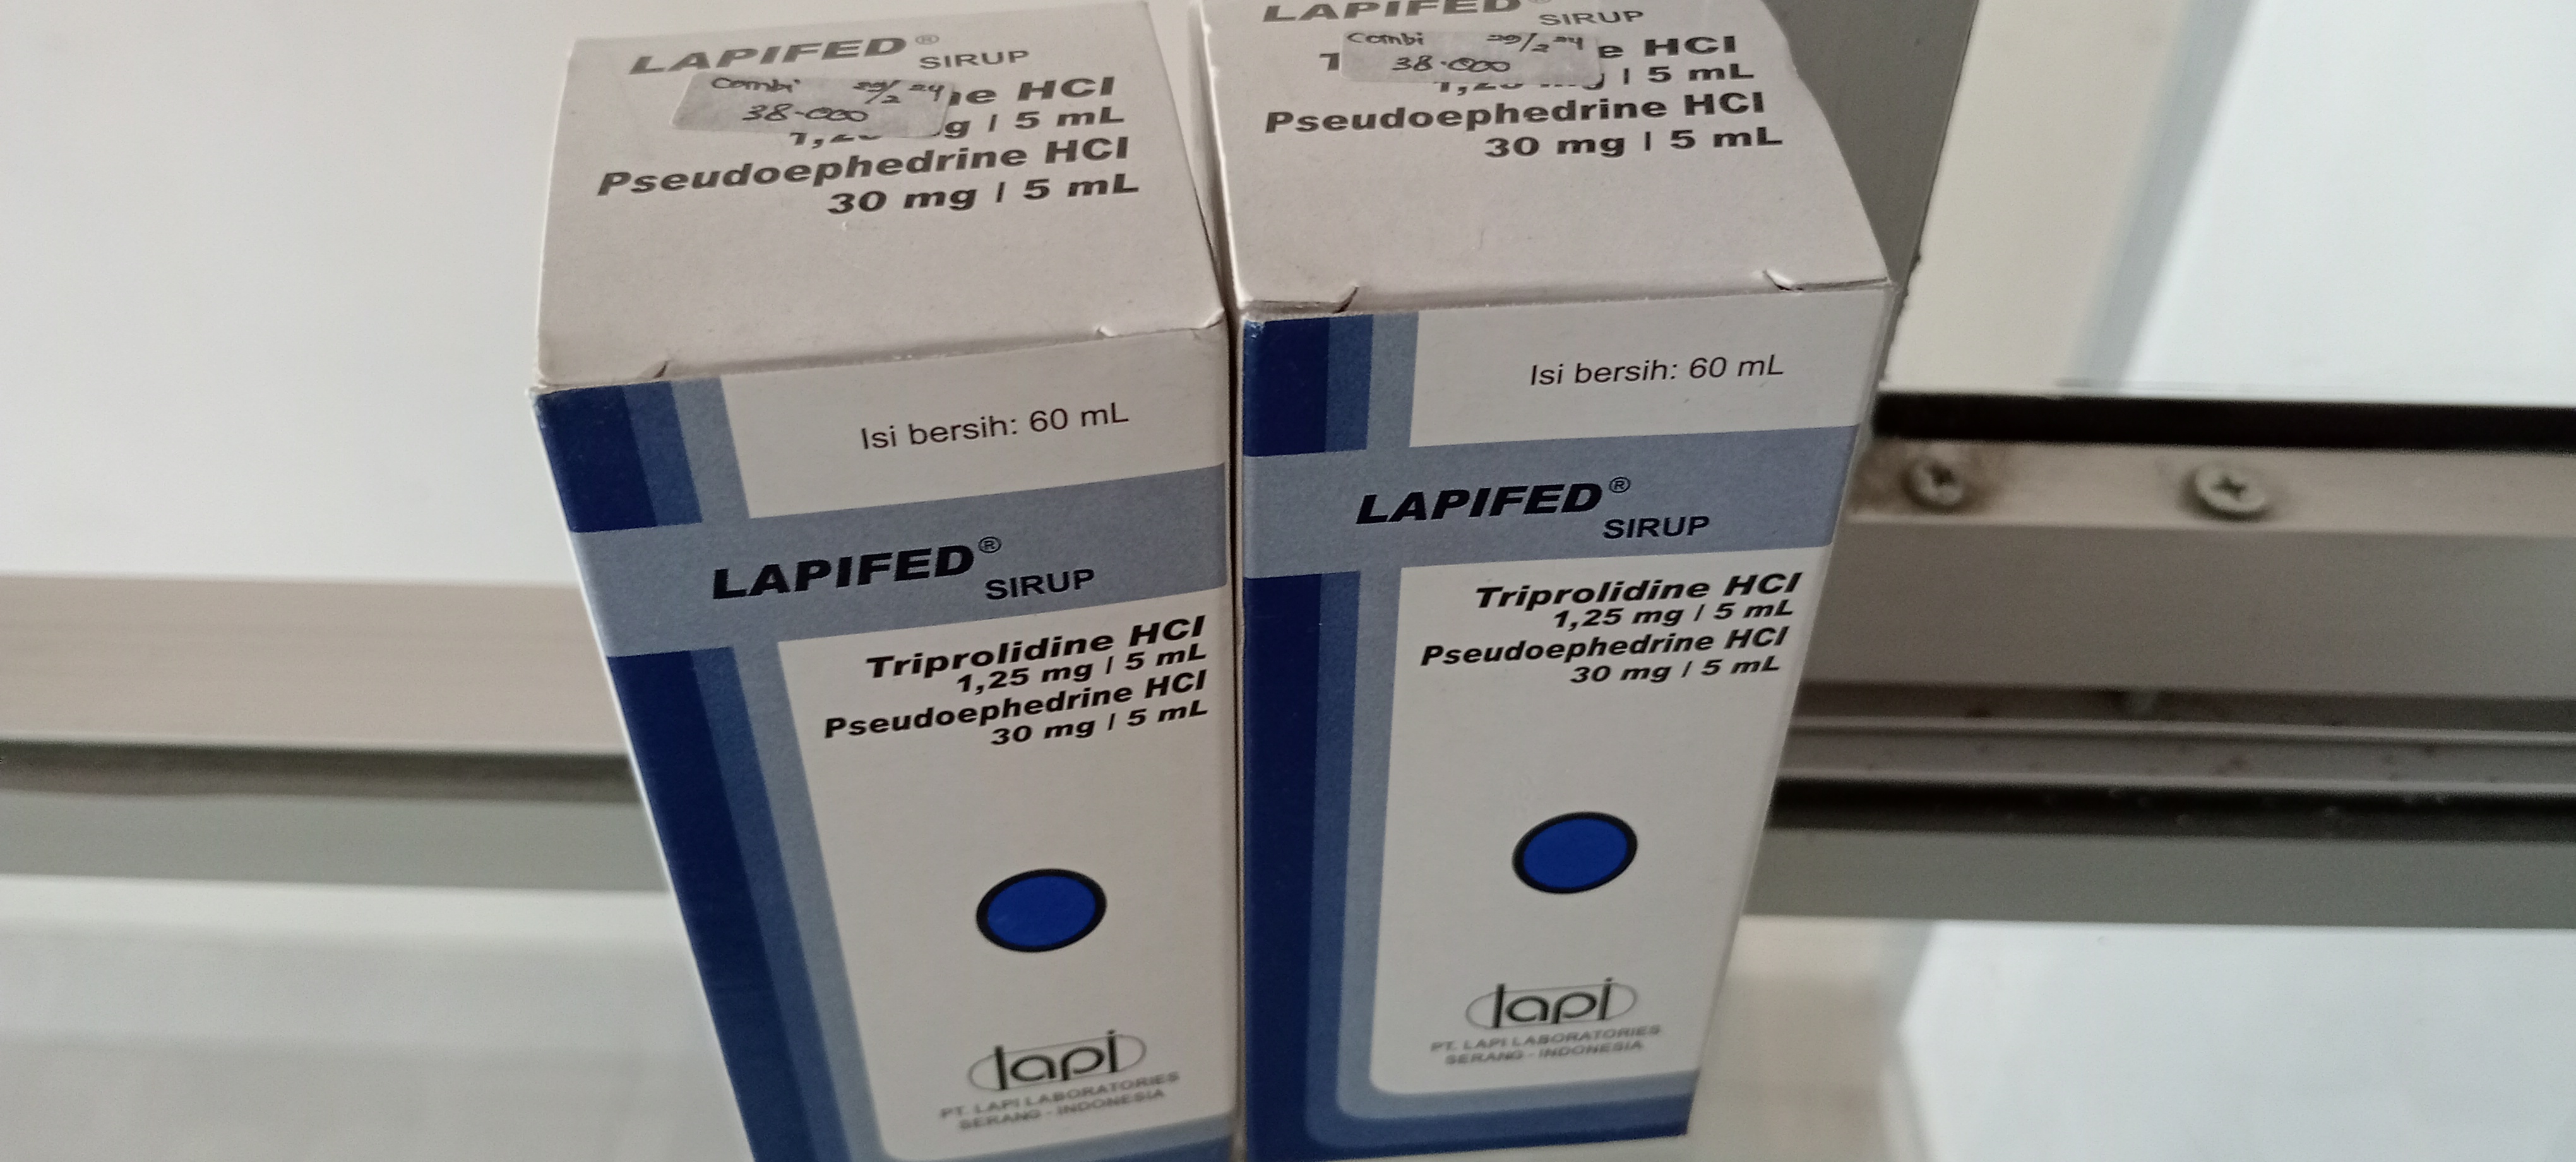 LAPIFED®
SIRUP
Combi 29/2 24
38.000
ne HCl
g / 5 mL
Pseudoephedrine HCl
30 mg / 5 mL
Isi bersih: 60 mL
LAPIFED®
SIRUP
Triprolidine HCl
1,25 mg / 5 mL
Pseudoephedrine HCl
30 mg / 5 mL
lapi
PT. LAPI LABORATORIES
SERANG - INDONESIA
LAPIFED®
SIRUP
Combi 29/2 24
38.000
e HCl
/ 5 mL
Pseudoephedrine HCl
30 mg / 5 mL
Isi bersih: 60 mL
LAPIFED®
SIRUP
Triprolidine HCl
1,25 mg / 5 mL
Pseudoephedrine HCl
30 mg / 5 mL
lapi
PT. LAPI LABORATORIES
SERANG - INDONESIA